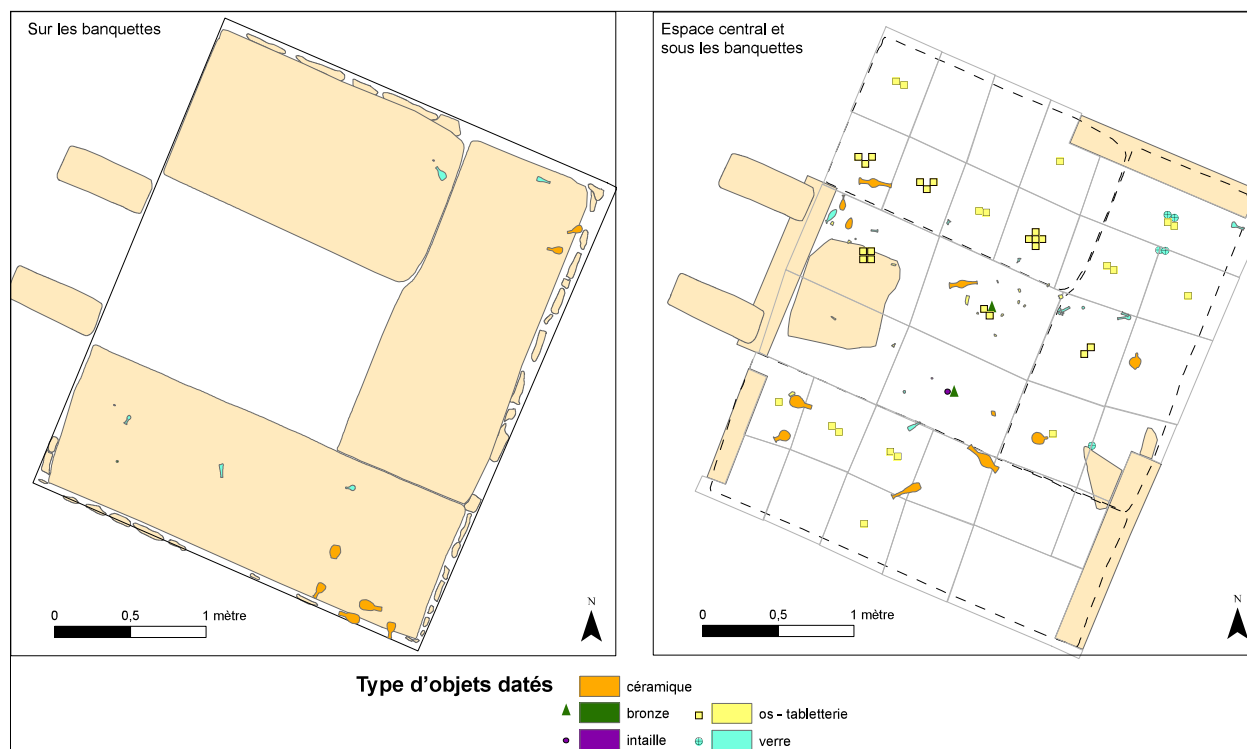 Sur les banquettes
0 0,5 1 mètre
N
Espace central et
sous les banquettes
0 0,5 1 mètre
N
Type d'objets datés
céramique
bronze
os - tabletterie
intaille
verre